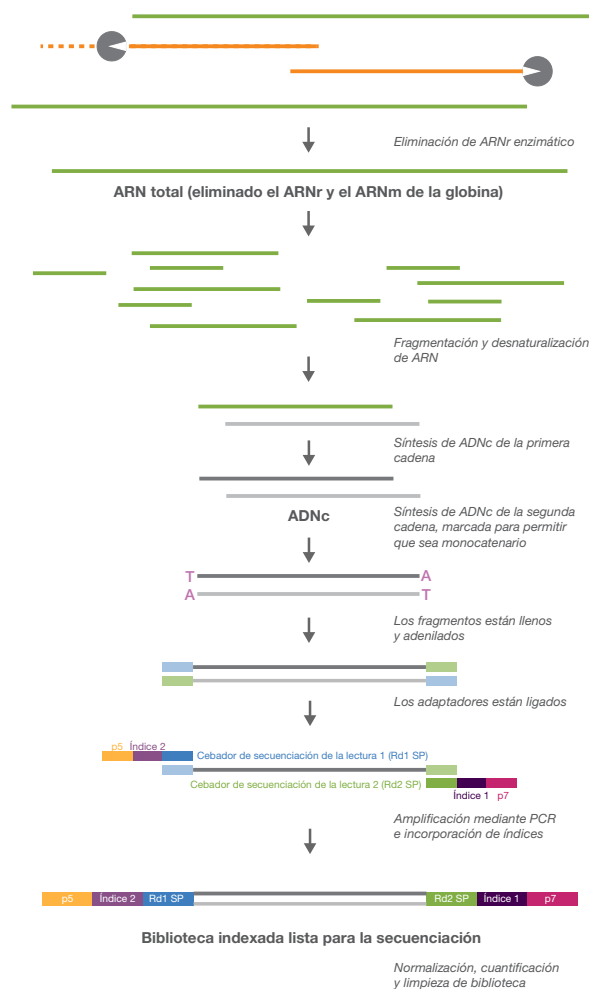 Eliminación de ARNr enzimático
ARN total (eliminado el ARNr y el ARNm de la globina)
Fragmentación y desnaturalización
de ARN
Síntesis de ADNc de la primera
cadena
ADNc
Síntesis de ADNc de la segunda
cadena, marcada para permitir
que sea monocatenario
T A
A T
Los fragmentos están llenos
y adenilados
Los adaptadores están ligados
p5 Índice 2
Cebador de secuenciación de la lectura 1 (Rd1 SP)
Cebador de secuenciación de la lectura 2 (Rd2 SP)
Índice 1 p7
Amplificación mediante PCR
e incorporación de índices
p5 Índice 2 Rd1 SP Rd2 SP Índice 1 p7
Biblioteca indexada lista para la secuenciación
Normalización, cuantificación
y limpieza de biblioteca